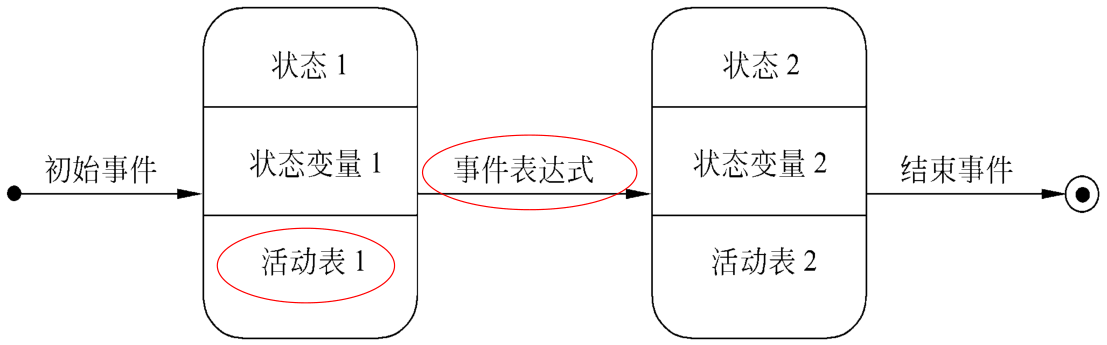 状态 1
状态 2
初始事件
状态变量 1
事件表达式
状态变量 2
结束事件
活动表 1
活动表 2